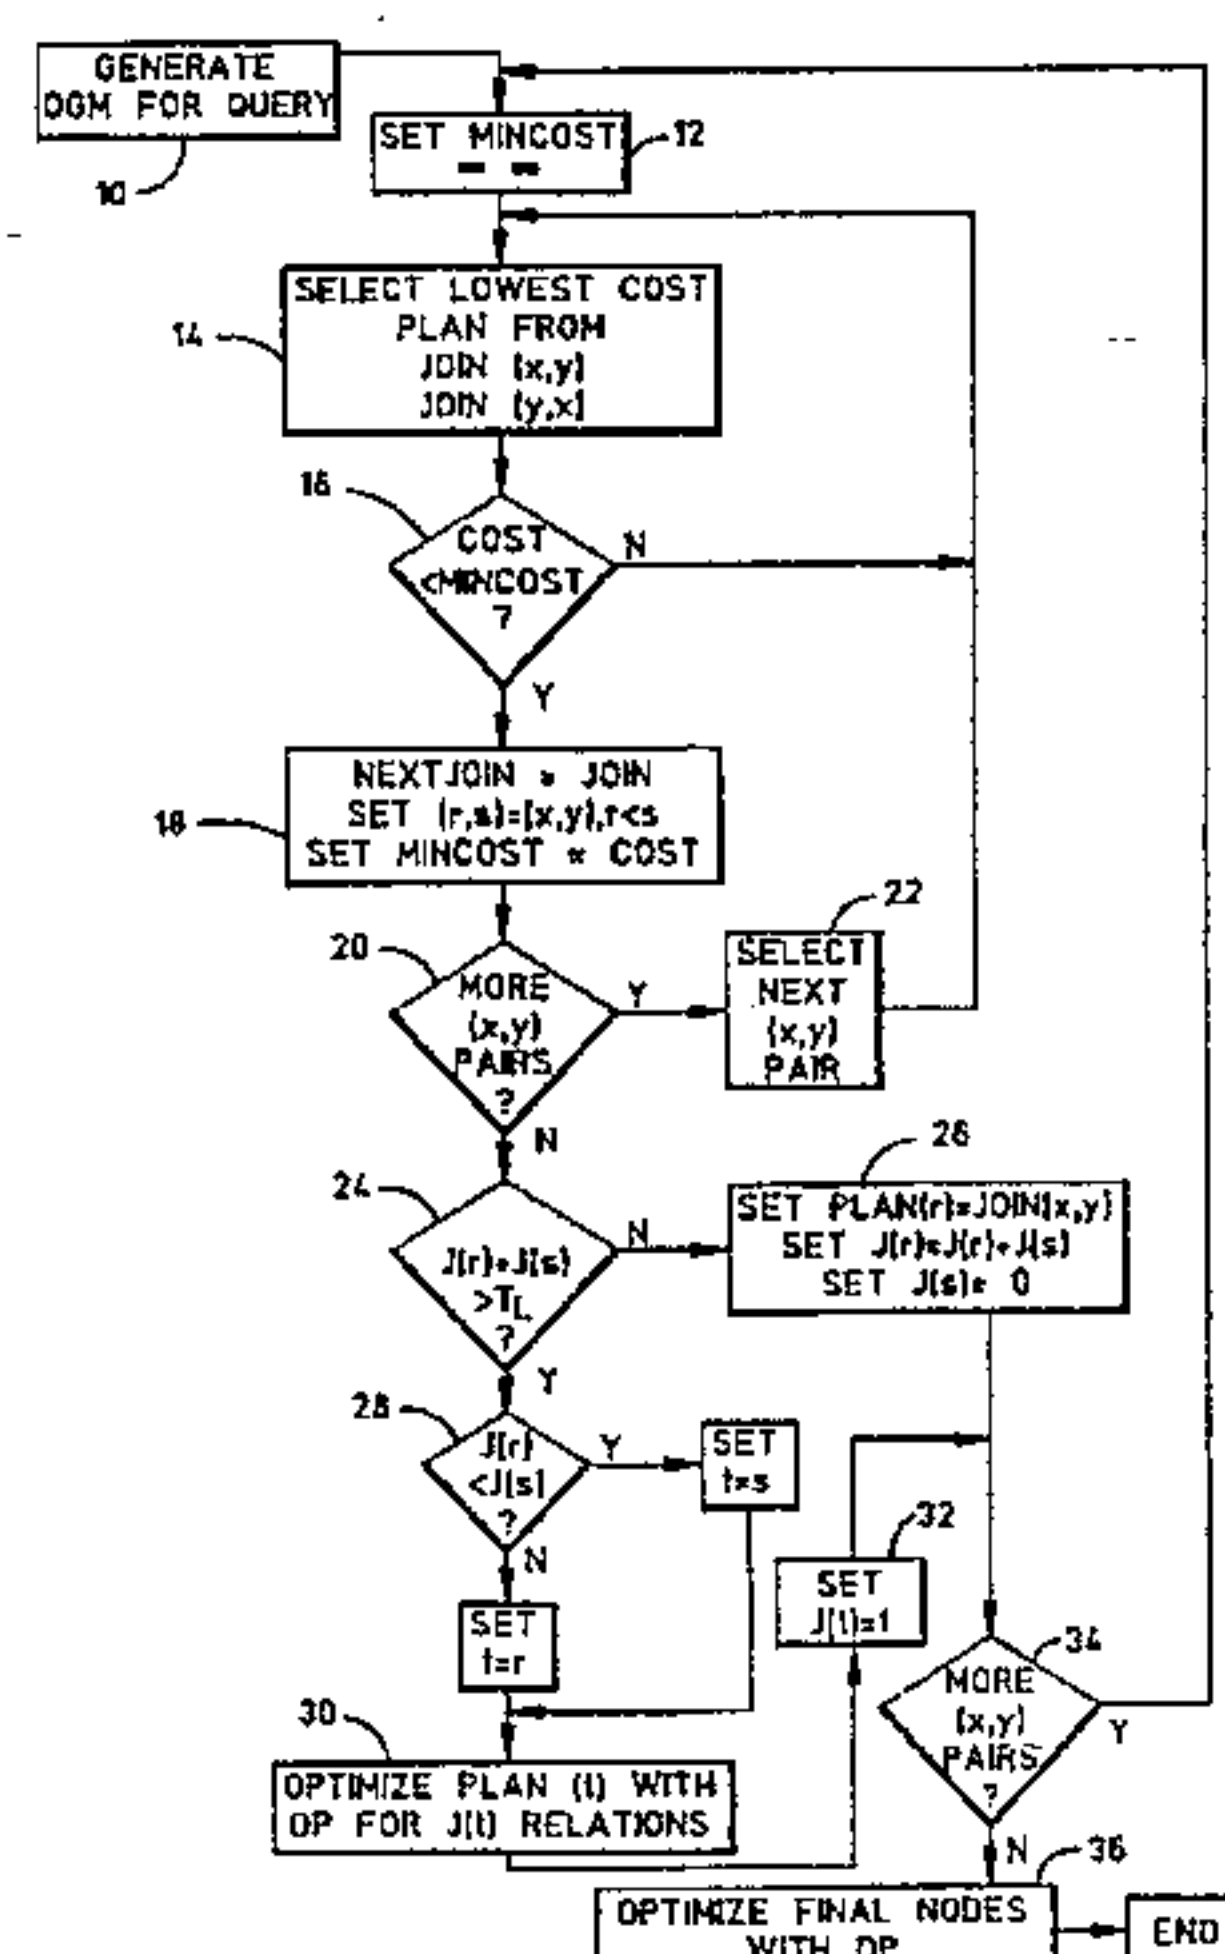 GENERATE
QGM FOR QUERY
10
SET MINCOST
12
SELECT LOWEST COST
PLAN FROM
JOIN (x,y)
JOIN (y,x)
14
16
COST
<MINCOST
?
N
Y
NEXTJOIN = JOIN
SET (r,s)=(x,y),r<s
SET MINCOST = COST
18
20
MORE
(x,y)
PAIRS
?
Y
N
22
SELECT
NEXT
(x,y)
PAIR
24
J(r)+J(s)
>TL
?
N
Y
26
SET PLAN(r)=JOIN(x,y)
SET J(r)=J(r)+J(s)
SET J(s)= 0
28
J(r)
<J(s)
?
Y
N
SET
t=s
SET
t=r
32
SET
J(t)=1
30
OPTIMIZE PLAN (t) WITH
DP FOR J(t) RELATIONS
34
MORE
(x,y)
PAIRS
?
Y
N
36
OPTIMIZE FINAL NODES
WITH DP
END